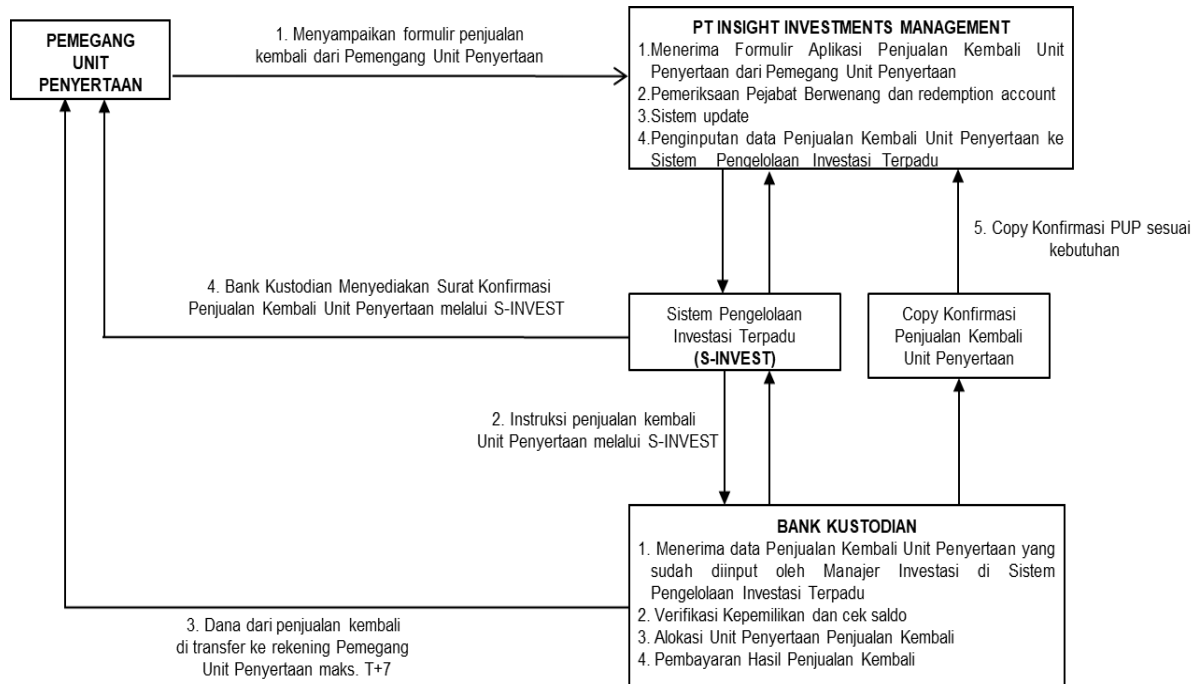 PEMEGANG
UNIT
PENYERTAAN
1. Menyampaikan formulir penjualan
kembali dari Pemengang Unit Penyertaan
PT INSIGHT INVESTMENTS MANAGEMENT
1.Menerima Formulir Aplikasi Penjualan Kembali Unit
Penyertaan dari Pemegang Unit Penyertaan
2.Pemeriksaan Pejabat Berwenang dan redemption account
3.Sistem update
4.Penginputan data Penjualan Kembali Unit Penyertaan ke
Sistem Pengelolaan Investasi Terpadu
5. Copy Konfirmasi PUP sesuai
kebutuhan
4. Bank Kustodian Menyediakan Surat Konfirmasi
Penjualan Kembali Unit Penyertaan melalui S-INVEST
Sistem Pengelolaan
Investasi Terpadu
(S-INVEST)
Copy Konfirmasi
Penjualan Kembali
Unit Penyertaan
2. Instruksi penjualan kembali
Unit Penyertaan melalui S-INVEST
BANK KUSTODIAN
1. Menerima data Penjualan Kembali Unit Penyertaan yang
sudah diinput oleh Manajer Investasi di Sistem
Pengelolaan Investasi Terpadu
2. Verifikasi Kepemilikan dan cek saldo
3. Alokasi Unit Penyertaan Penjualan Kembali
4. Pembayaran Hasil Penjualan Kembali
3. Dana dari penjualan kembali
di transfer ke rekening Pemegang
Unit Penyertaan maks. T+7